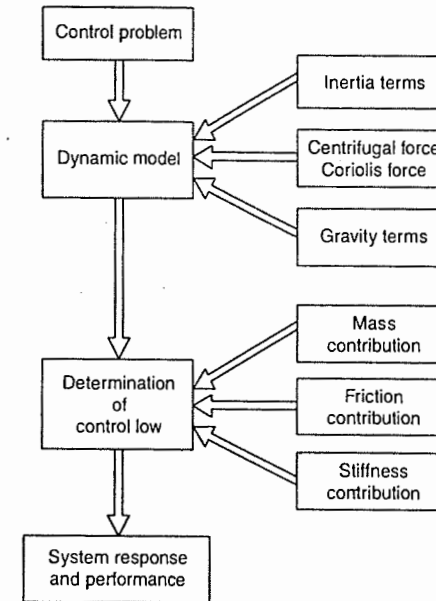 Control problem
Inertia terms
Dynamic model
Centrifugal force
Coriolis force
Gravity terms
Mass
contribution
Determination
of
control low
Friction
contribution
Stiffness
contribution
System response
and performance